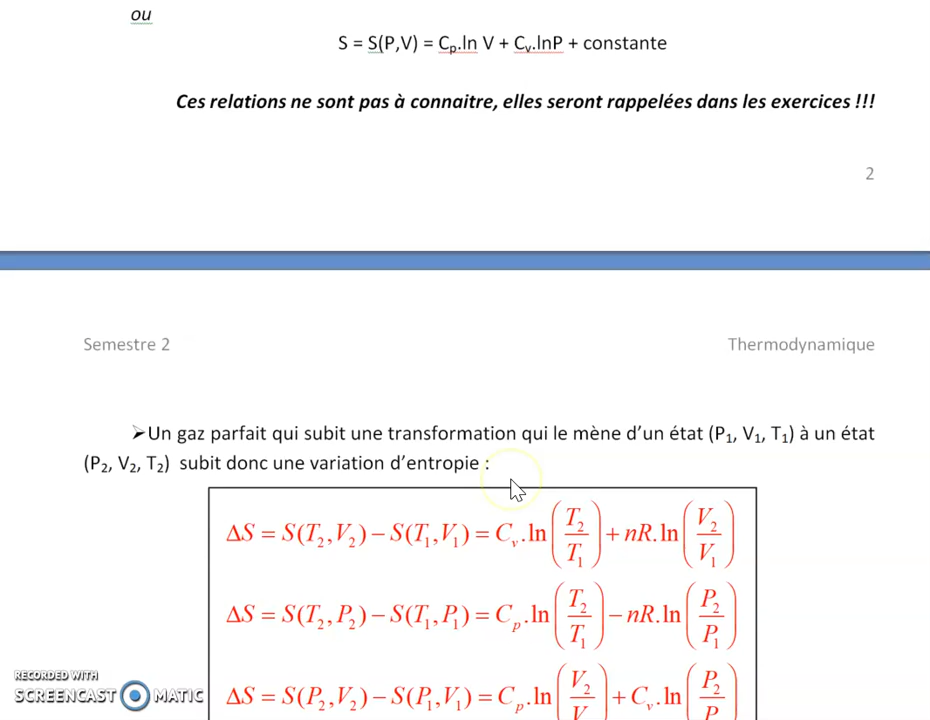 ou
S = S(P,V) = Cₚ.ln V + Cᵥ.lnP + constante
Ces relations ne sont pas à connaitre, elles seront rappelées dans les exercices !!!
2
Semestre 2 Thermodynamique
➢Un gaz parfait qui subit une transformation qui le mène d’un état (P₁, V₁, T₁) à un état
(P₂, V₂, T₂) subit donc une variation d’entropie :
ΔS = S(T₂,V₂) − S(T₁,V₁) = Cᵥ.ln(T₂/T₁) + nR.ln(V₂/V₁)
ΔS = S(T₂,P₂) − S(T₁,P₁) = Cₚ.ln(T₂/T₁) − nR.ln(P₂/P₁)
ΔS = S(P₂,V₂) − S(P₁,V₁) = Cₚ.ln(V₂/V) + Cᵥ.ln(P₂/P)
RECORDED WITH
SCREENCAST MATIC